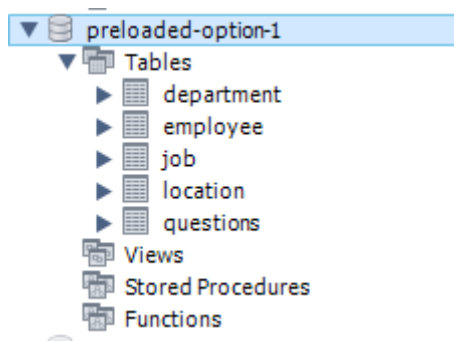 preloaded-option-1
Tables
department
employee
job
location
questions
Views
Stored Procedures
Functions